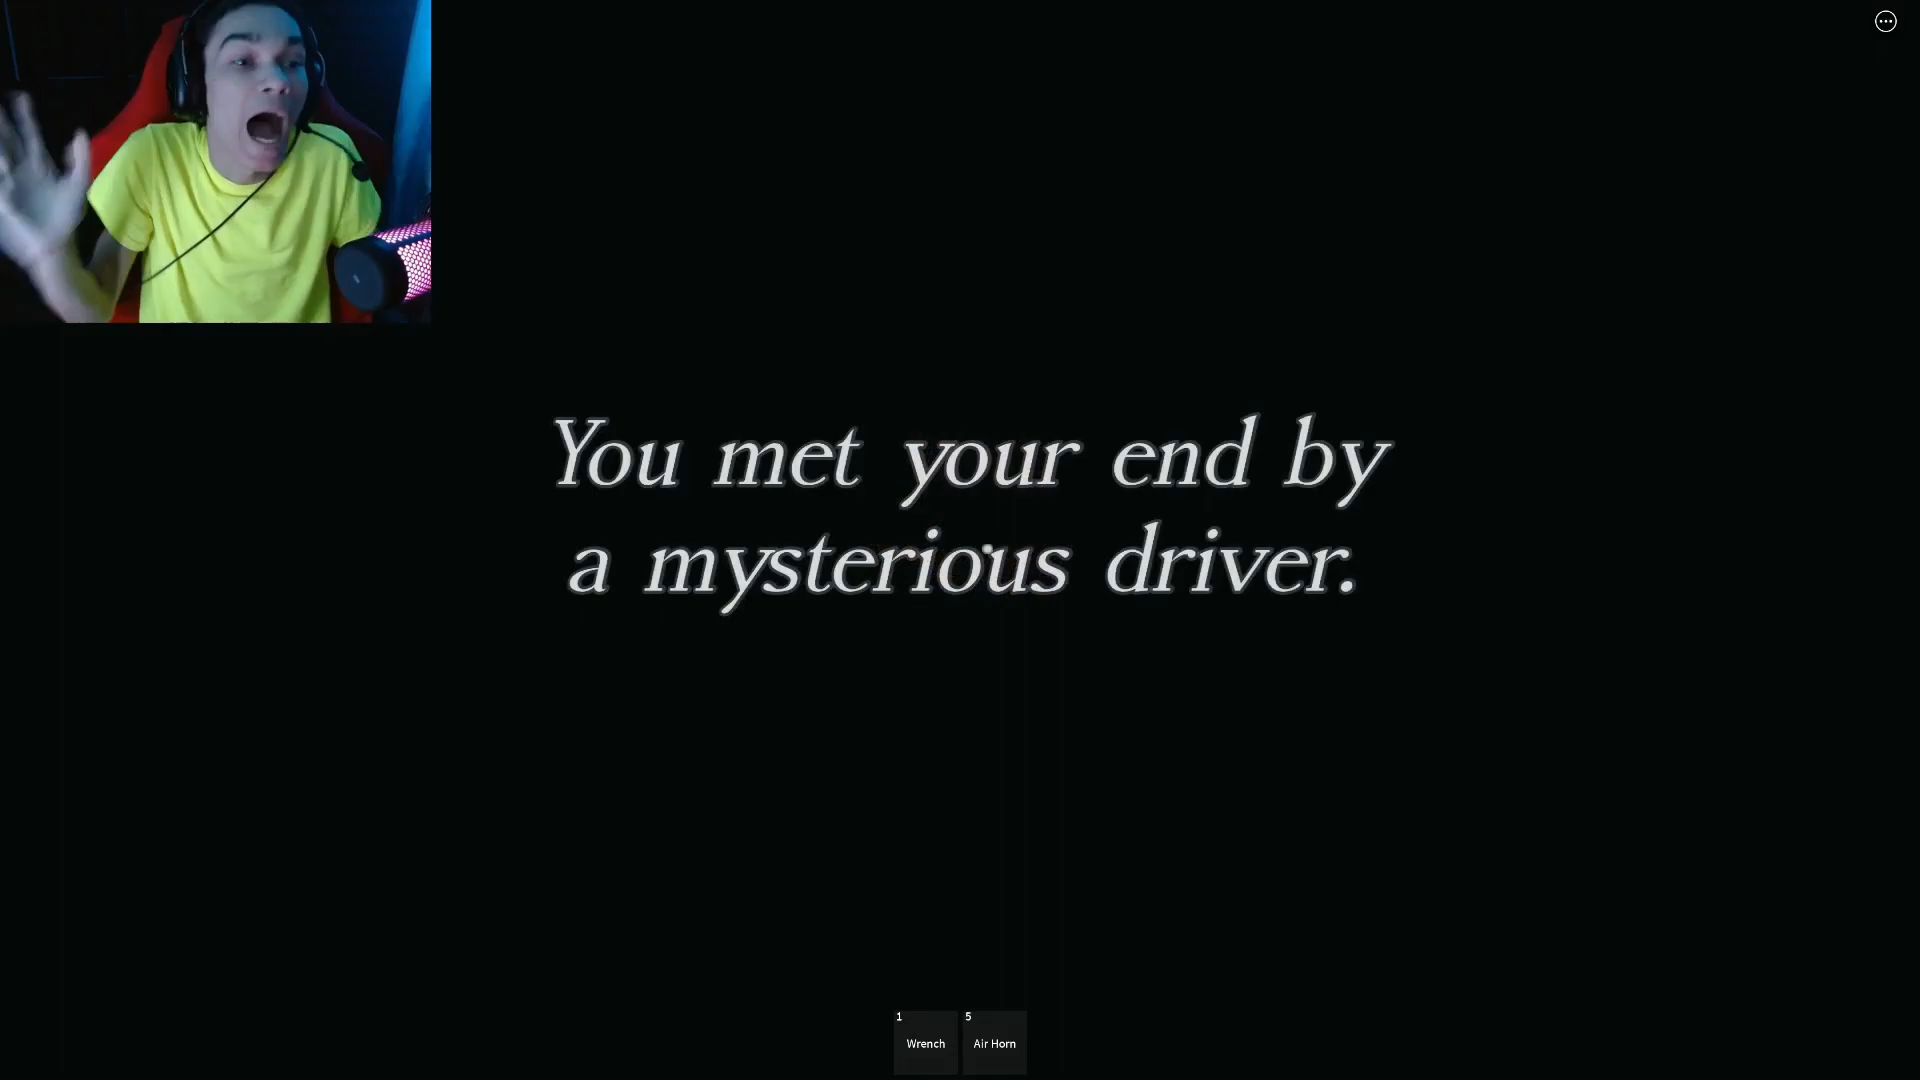 You met your end by
a mysterious driver.
1
5
Wrench
Air Horn